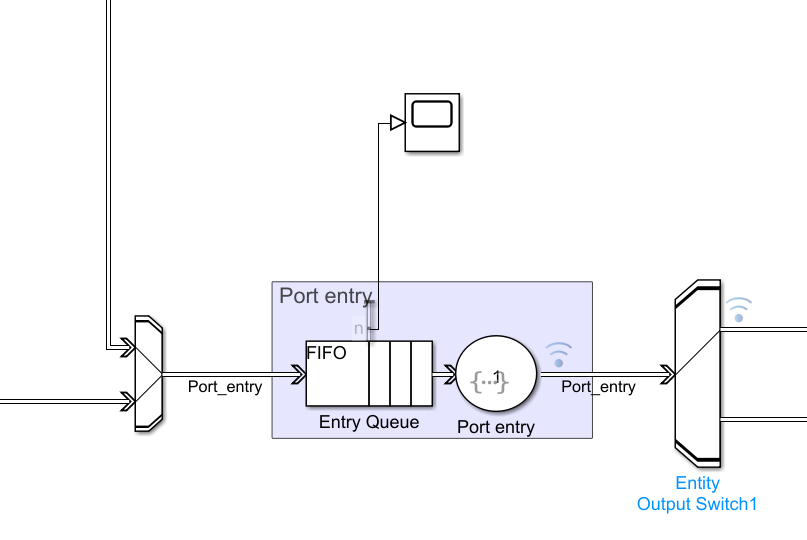 Port entry
n
FIFO
1
{...}
Port_entry
Port_entry
Entry Queue
Port entry
Entity
Output Switch1